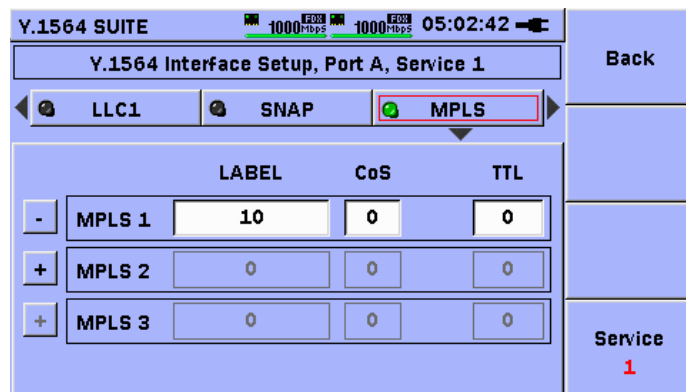 Y.1564 SUITE 1000 FDX Mbps 1000 FDX Mbps 05:02:42
Y.1564 Interface Setup, Port A, Service 1
Back
LLC1 SNAP MPLS
LABEL CoS TTL
- MPLS 1 10 0 0
+ MPLS 2 0 0 0
+ MPLS 3 0 0 0
Service
1